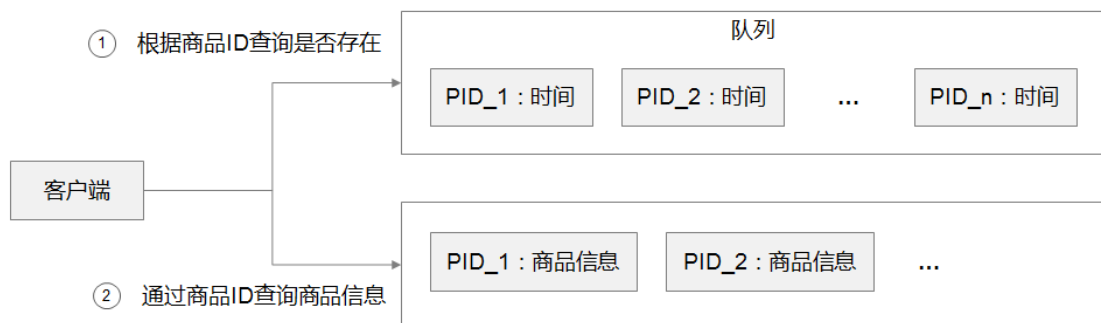 ① 根据商品ID查询是否存在
队列
PID_1：时间
PID_2：时间
...
PID_n：时间
客户端
PID_1：商品信息
PID_2：商品信息
...
② 通过商品ID查询商品信息